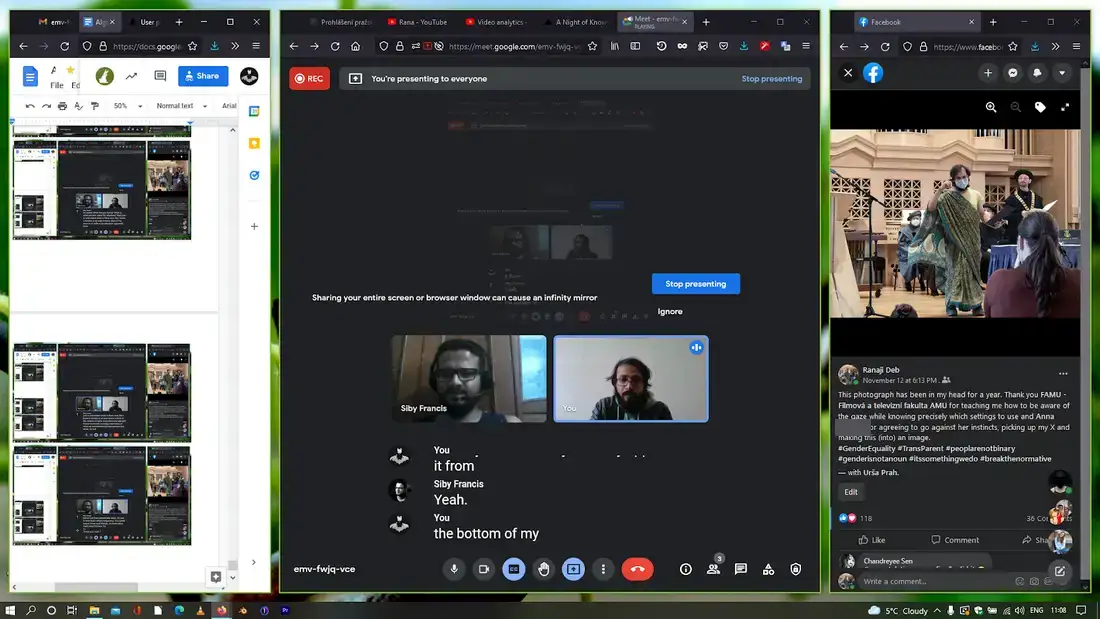 emv-f
Alg
User p
https://docs.google
A
File
Ed
Share
50%
Normal text
Arial
Prohlášení praž
Rana - YouTube
Video analytics -
A Night of Know
Meet - emv-fw
PLAYING
https://meet.google.com/emv-fwjq-vc
REC
You're presenting to everyone
Stop presenting
Sharing your entire screen or browser window can cause an infinity mirror
Stop presenting
Ignore
Siby Francis
You
You
it from
Siby Francis
Yeah.
You
the bottom of my
emv-fwjq-vce
3
Facebook
https://www.facebo
Ranaji Deb
November 12 at 6:13 PM
This photograph has been in my head for a year. Thank you FAMU -
Filmová a televizní fakulta AMU for teaching me how to be aware of
the gaze while knowing precisely which settings to use and Anna
or agreeing to go against her instincts, picking up my X and
making this (into) an image.
#GenderEquality #TransParent #peoplarenotbinary
#genderisnotanoun #itssomethingwedo #breakthenormative
— with Urša Prah.
Edit
118
36 Co
Like
Comment
Sha
Chandreyee Sen
Write a comment...
5°C Cloudy
ENG
11:08